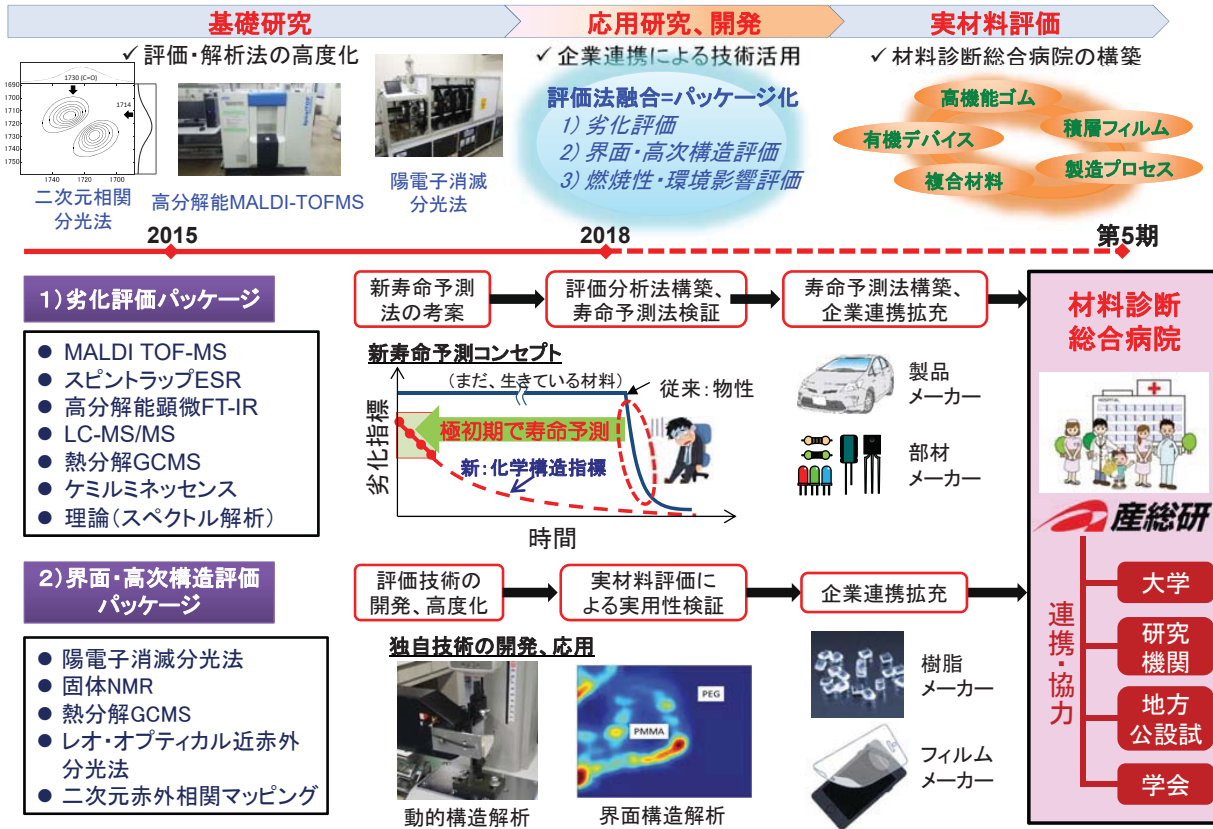 基礎研究
応用研究、開発
実材料評価
✓ 評価・解析法の高度化
✓ 企業連携による技術活用
✓ 材料診断総合病院の構築
1730 (C=O)
1714
1690
1700
1710
1720
1730
1740
1750
1740
1720
1700
二次元相関
分光法
高分解能MALDI-TOFMS
陽電子消滅
分光法
評価法融合=パッケージ化
1) 劣化評価
2) 界面・高次構造評価
3) 燃焼性・環境影響評価
高機能ゴム
有機デバイス
積層フィルム
複合材料
製造プロセス
2015
2018
第5期
1)劣化評価パッケージ
● MALDI TOF-MS
● スピントラップESR
● 高分解能顕微FT-IR
● LC-MS/MS
● 熱分解GCMS
● ケミルミネッセンス
● 理論(スペクトル解析)
新寿命予測
法の考案
評価分析法構築、
寿命予測法検証
寿命予測法構築、
企業連携拡充
新寿命予測コンセプト
(まだ、生きている材料)
従来:物性
極初期で寿命予測
新:化学構造指標
劣化指標
時間
製品
メーカー
部材
メーカー
2)界面・高次構造評価
パッケージ
● 陽電子消滅分光法
● 固体NMR
● 熱分解GCMS
● レオ・オプティカル近赤外
分光法
● 二次元赤外相関マッピング
評価技術の
開発、高度化
実材料評価に
よる実用性検証
企業連携拡充
独自技術の開発、応用
PEG
PMMA
動的構造解析
界面構造解析
樹脂
メーカー
フィルム
メーカー
材料診断
総合病院
HOSPITAL
産総研
連携・協力
大学
研究
機関
地方
公設試
学会